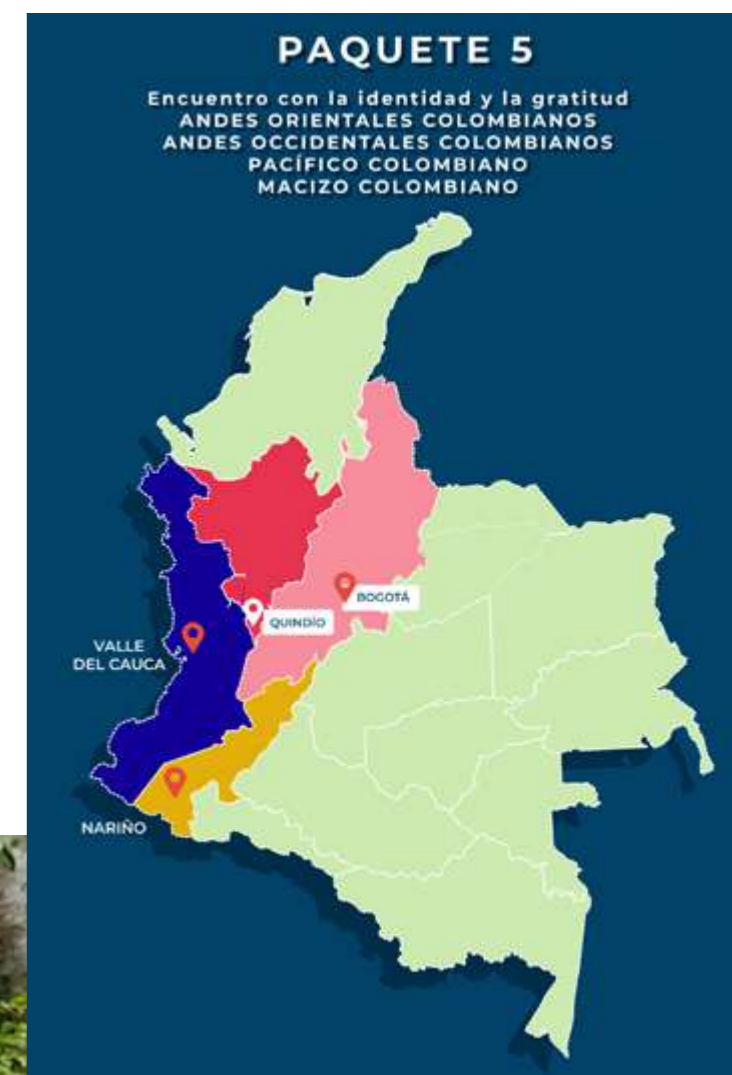 PAQUETE 5
Encuentro con la identidad y la gratitud
ANDES ORIENTALES COLOMBIANOS
ANDES OCCIDENTALES COLOMBIANOS
PACÍFICO COLOMBIANO
MACIZO COLOMBIANO
BOGOTÁ
QUINDÍO
VALLE
DEL CAUCA
NARIÑO